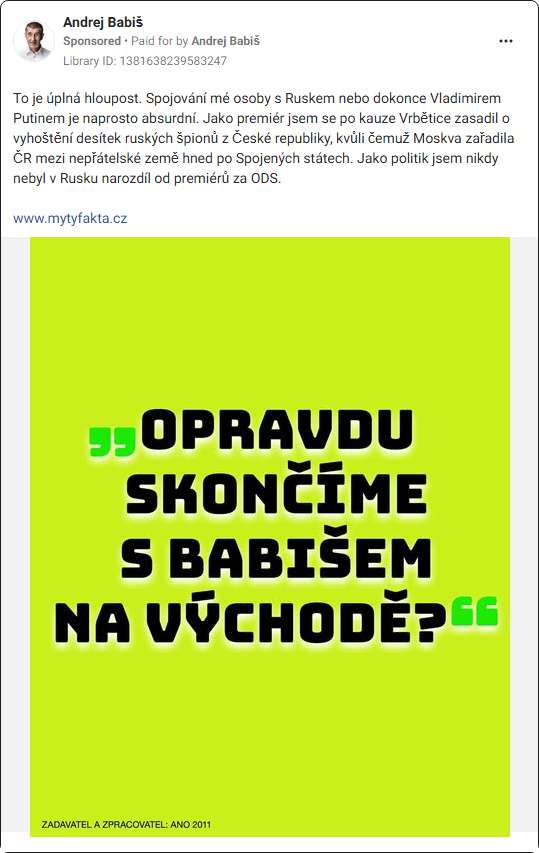 Andrej Babiš
Sponsored • Paid for by Andrej Babiš
Library ID: 1381638239583247
To je úplná hloupost. Spojování mé osoby s Ruskem nebo dokonce Vladimirem
Putinem je naprosto absurdní. Jako premiér jsem se po kauze Vrbětice zasadil o
vyhoštění desítek ruských špionů z České republiky, kvůli čemuž Moskva zařadila
ČR mezi nepřátelské země hned po Spojených státech. Jako politik jsem nikdy
nebyl v Rusku narozdíl od premiérů za ODS.
www.mytyfakta.cz
„OPRAVDU
SKONČÍME
S BABIŠEM
NA VÝCHODĚ?“
ZADAVATEL A ZPRACOVATEL: ANO 2011